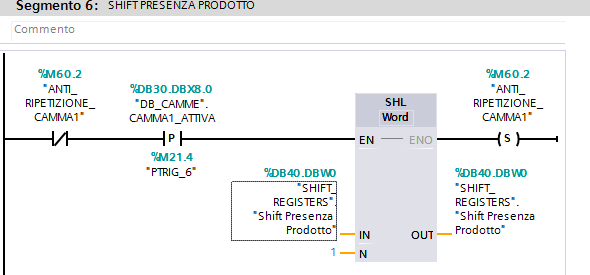 Segmento 6: SHIFT PRESENZA PRODOTTO
Commento
%M60.2
"ANTI_
RIPETIZIONE_
CAMMA1"
%DB30.DBX8.0
"DB_CAMME".
CAMMA1_ATTIVA
P
%M21.4
"PTRIG_6"
SHL
Word
EN
ENO
%M60.2
"ANTI_
RIPETIZIONE_
CAMMA1"
S
%DB40.DBW0
"SHIFT_
REGISTERS".
"Shift Presenza
Prodotto"
IN
1
N
OUT
%DB40.DBW0
"SHIFT_
REGISTERS".
"Shift Presenza
Prodotto"